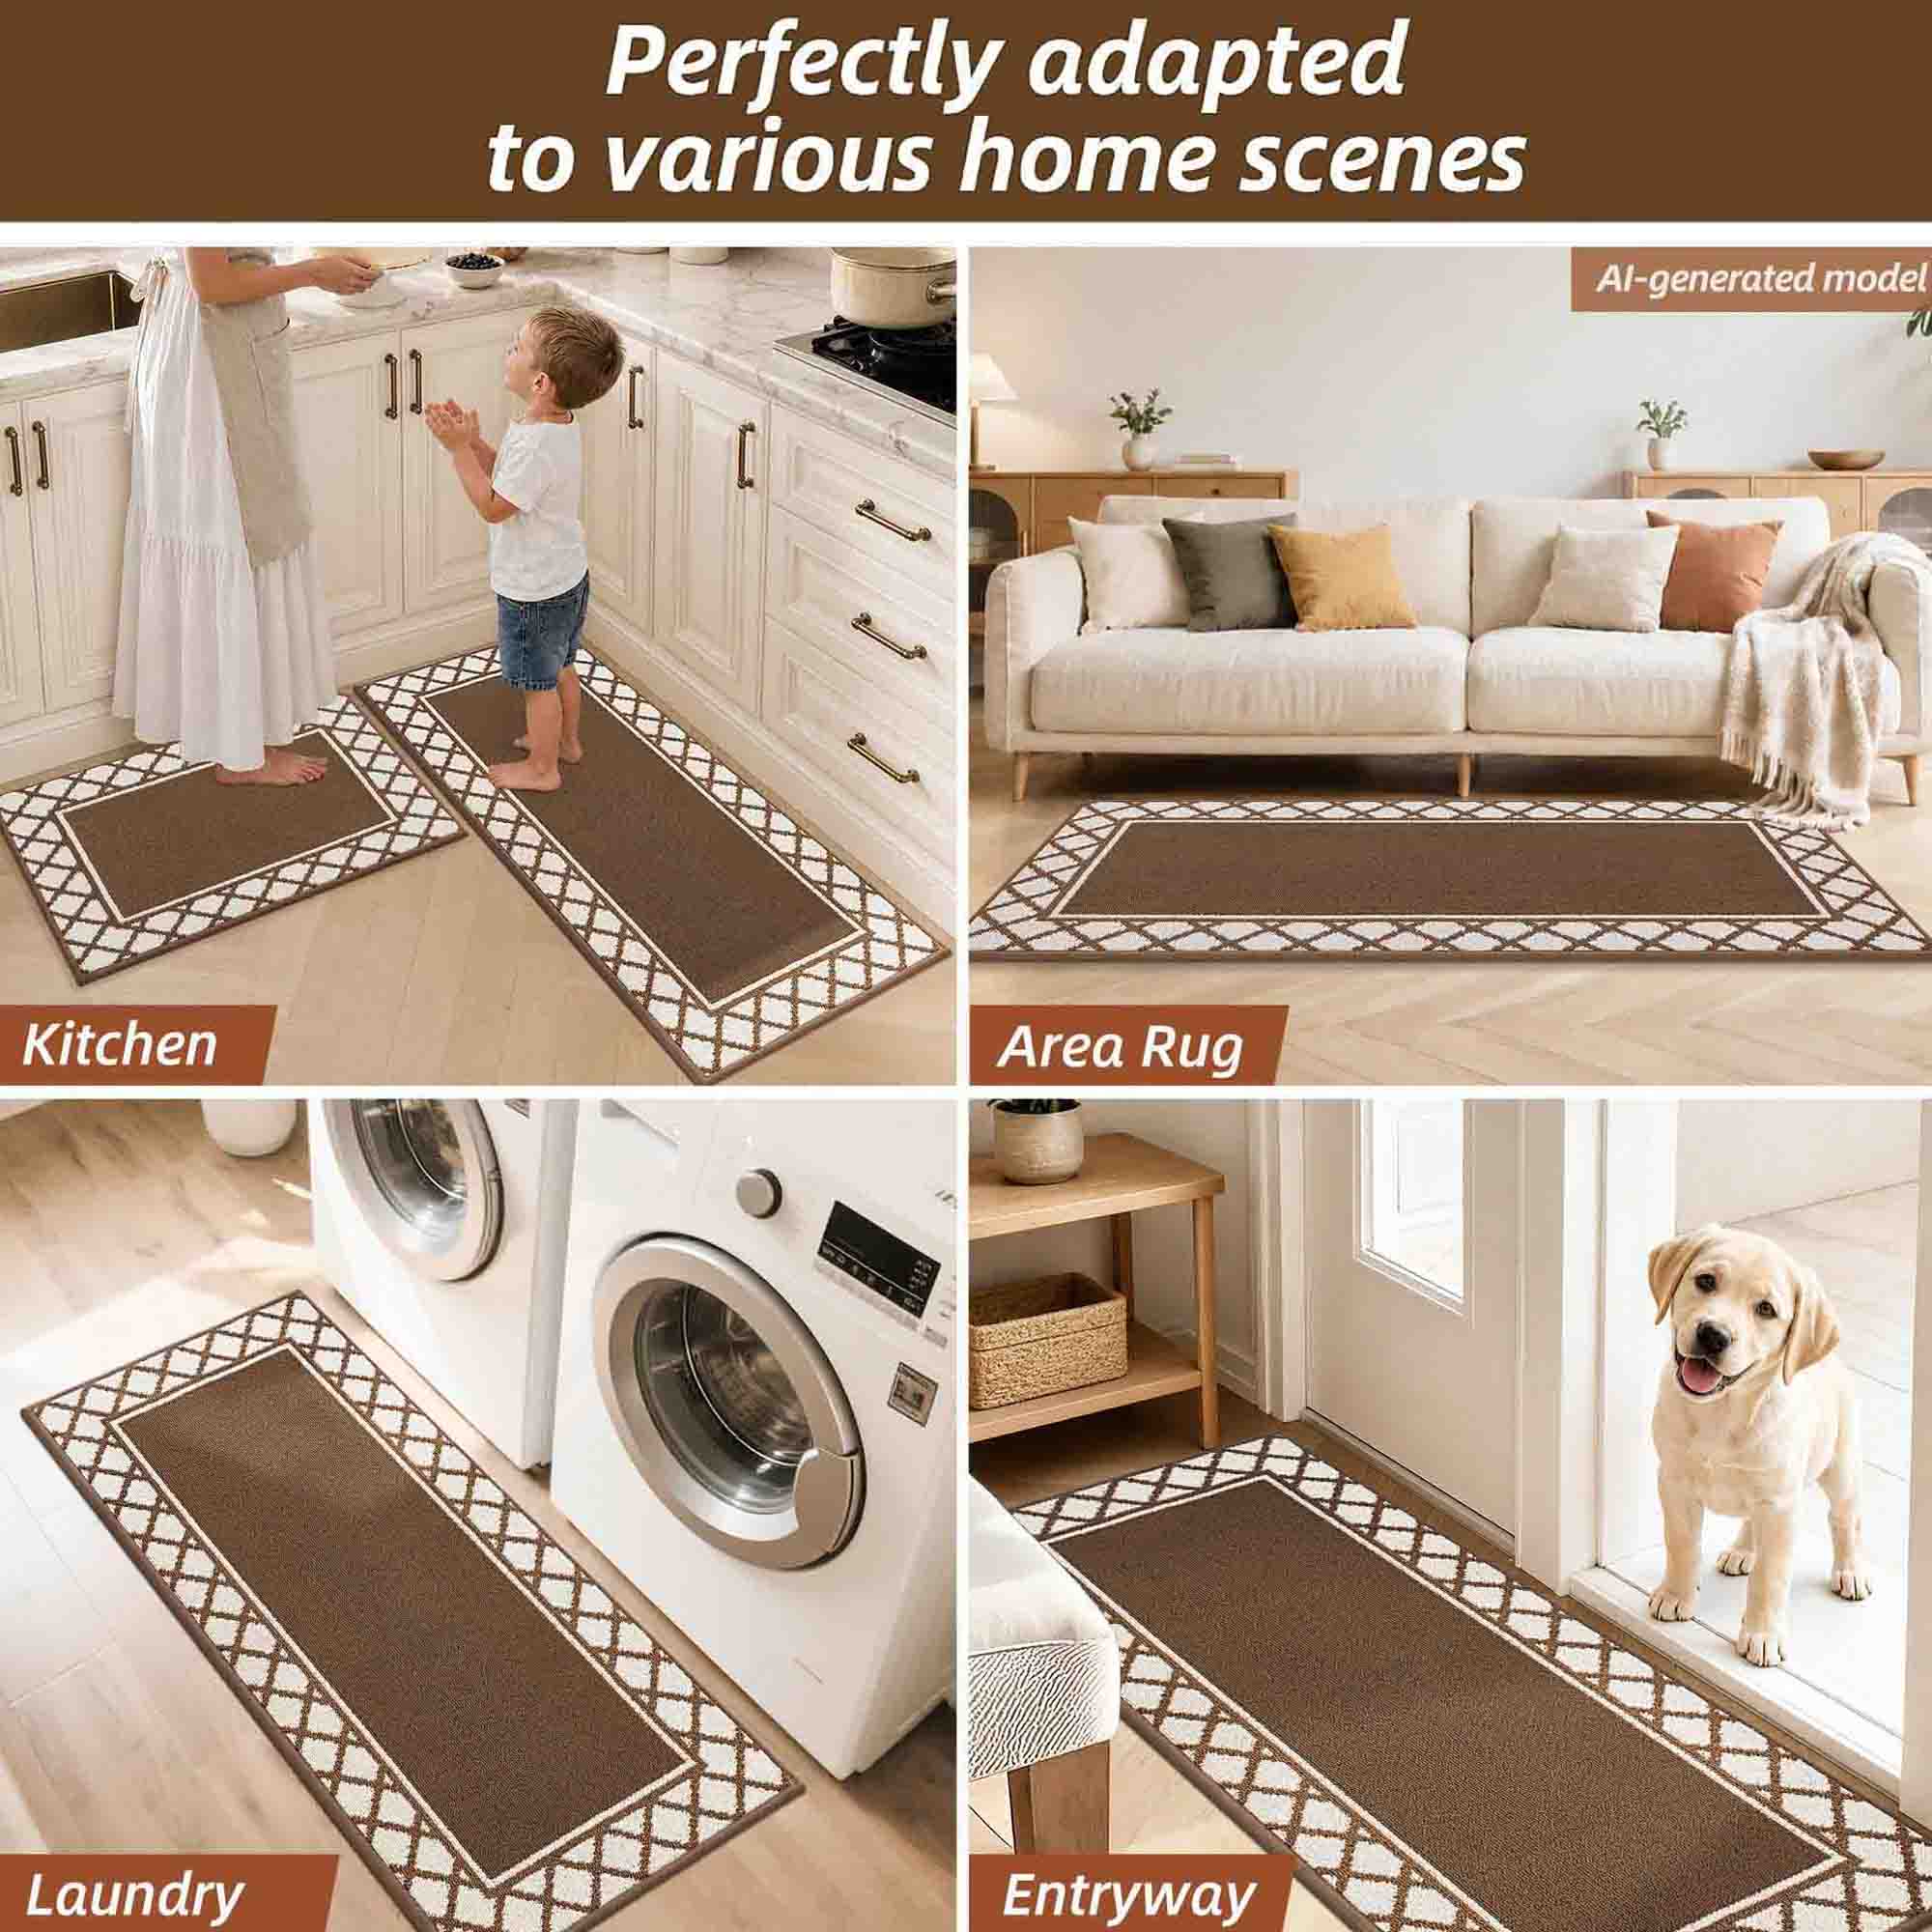 Perfectly adapted
to various home scenes
AI-generated model
Kitchen
Area Rug
Laundry
Entryway